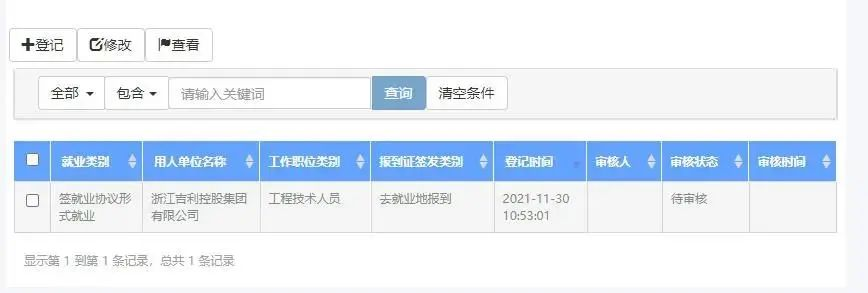 登记 修改 查看
全部 包含 请输入关键词 查询 清空条件
就业类别 用人单位名称 工作职位类别 报到证签发类别 登记时间 审核人 审核状态 审核时间
签就业协议形 浙江吉利控股集团 工程技术人员 去就业地报到 2021-11-30 待审核
式就业 有限公司 10:53:01
显示第 1 到第 1 条记录，总共 1 条记录